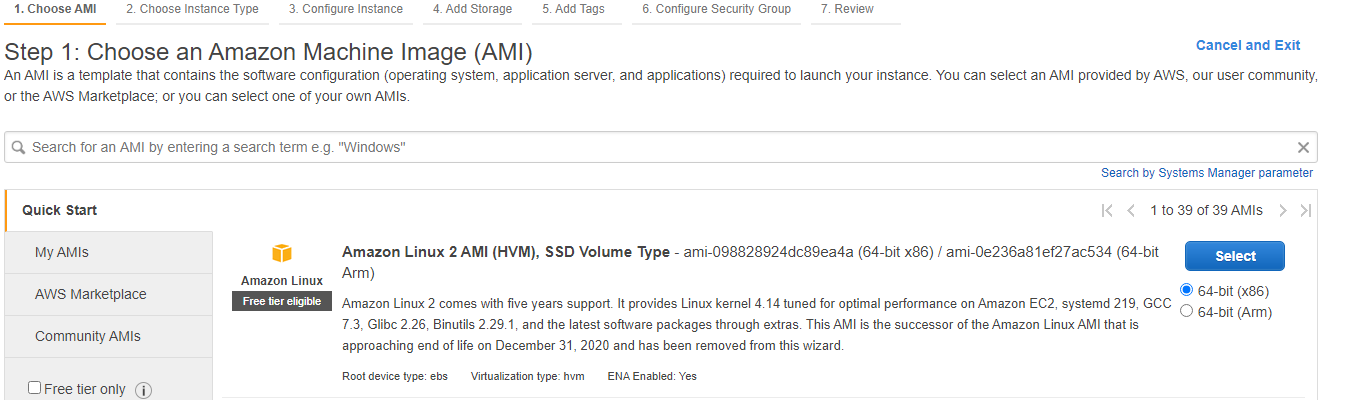 1. Choose AMI 2. Choose Instance Type 3. Configure Instance 4. Add Storage 5. Add Tags 6. Configure Security Group 7. Review
Step 1: Choose an Amazon Machine Image (AMI)
Cancel and Exit
An AMI is a template that contains the software configuration (operating system, application server, and applications) required to launch your instance. You can select an AMI provided by AWS, our user community,
or the AWS Marketplace; or you can select one of your own AMIs.
Search for an AMI by entering a search term e.g. "Windows"
Search by Systems Manager parameter
Quick Start
1 to 39 of 39 AMIs
My AMIs
AWS Marketplace
Community AMIs
Free tier only
Amazon Linux
Free tier eligible
Amazon Linux 2 AMI (HVM), SSD Volume Type - ami-098828924dc89ea4a (64-bit x86) / ami-0e236a81ef27ac534 (64-bit
Arm)
Amazon Linux 2 comes with five years support. It provides Linux kernel 4.14 tuned for optimal performance on Amazon EC2, systemd 219, GCC
7.3, Glibc 2.26, Binutils 2.29.1, and the latest software packages through extras. This AMI is the successor of the Amazon Linux AMI that is
approaching end of life on December 31, 2020 and has been removed from this wizard.
Root device type: ebs Virtualization type: hvm ENA Enabled: Yes
Select
64-bit (x86)
64-bit (Arm)